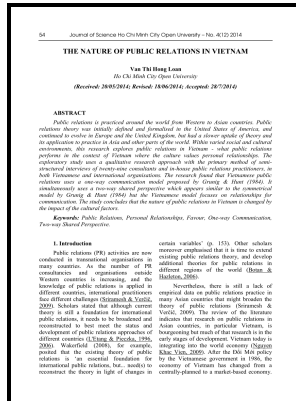 54 Journal of Science Ho Chi Minh City Open University – No. 4(12) 2014
THE NATURE OF PUBLIC RELATIONS IN VIETNAM
Van Thi Hong Loan
Ho Chi Minh City Open University
(Received: 20/05/2014; Revised: 18/06/2014; Accepted: 28/7/2014)
ABSTRACT
Public relations is practiced around the world from Western to Asian countries. Public
relations theory was initially defined and formalized in the United States of America, and
continued to evolve in Europe and the United Kingdom, but had a slower uptake of theory and
its application to practice in Asia and other parts of the world. Within varied social and cultural
environments, this research explores public relations in Vietnam - what public relations
performs in the context of Vietnam where the culture values personal relationships. The
exploratory study uses a qualitative research approach with the primary method of semi-
structured interviews of twenty-nine consultants and in-house public relations practitioners, in
both Vietnamese and international organisations. The research found that Vietnamese public
relations uses a one-way communication model proposed by Grunig & Hunt (1984). It
simultaneously uses a two-way shared perspective which appears similar to the symmetrical
model of Grunig & Hunt (1984) but the Vietnamese model focuses on relationships for
communication. The study concludes that the nature of public relations in Vietnam is changed by
the impact of the cultural factors.
Keywords: Public Relations, Personal Relationships, Favour, One-way Communication,
Two-way Shared Perspective.
1. Introduction
Public relations (PR) activities are now
conducted in transnational organisations in
many countries. As the number of PR
consultancies and organisations outside
Western countries is increasing, and the
knowledge of public relations is applied in
different countries, international practitioners
face different challenges (Sriramesh & Verčič,
2009). Scholars stated that although current
theory is still a foundation for international
public relations, it needs to be broadened and
reconstructed to best meet the status and
development of public relations approaches of
different countries (L'Etang & Pieczka, 1996,
2006). Wakefield (2008), for example,
posited that the existing theory of public
relations is 'an essential foundation for
international public relations, but... need[s] to
reconstruct the theory in light of changes in
certain variables' (p. 153). Other scholars
moreover emphasised that it is time to extend
existing public relations theory, and develop
additional theories for public relations in
different regions of the world (Botan &
Hazleton, 2006).
Nevertheless, there is still a lack of
empirical data on public relations practice in
many Asian countries that might broaden the
theory of public relations (Sriramesh &
Verčič, 2009). The review of the literature
indicates that research on public relations in
Asian countries, in particular Vietnam, is
bourgeoning but much of that research is in the
early stages of development. Vietnam today is
integrating into the world economy (Nguyen
Khac Vien, 2009). After the Đổi Mới policy
by the Vietnamese government in 1986, the
economy of Vietnam has changed from a
centrally-planned to a market-based economy.